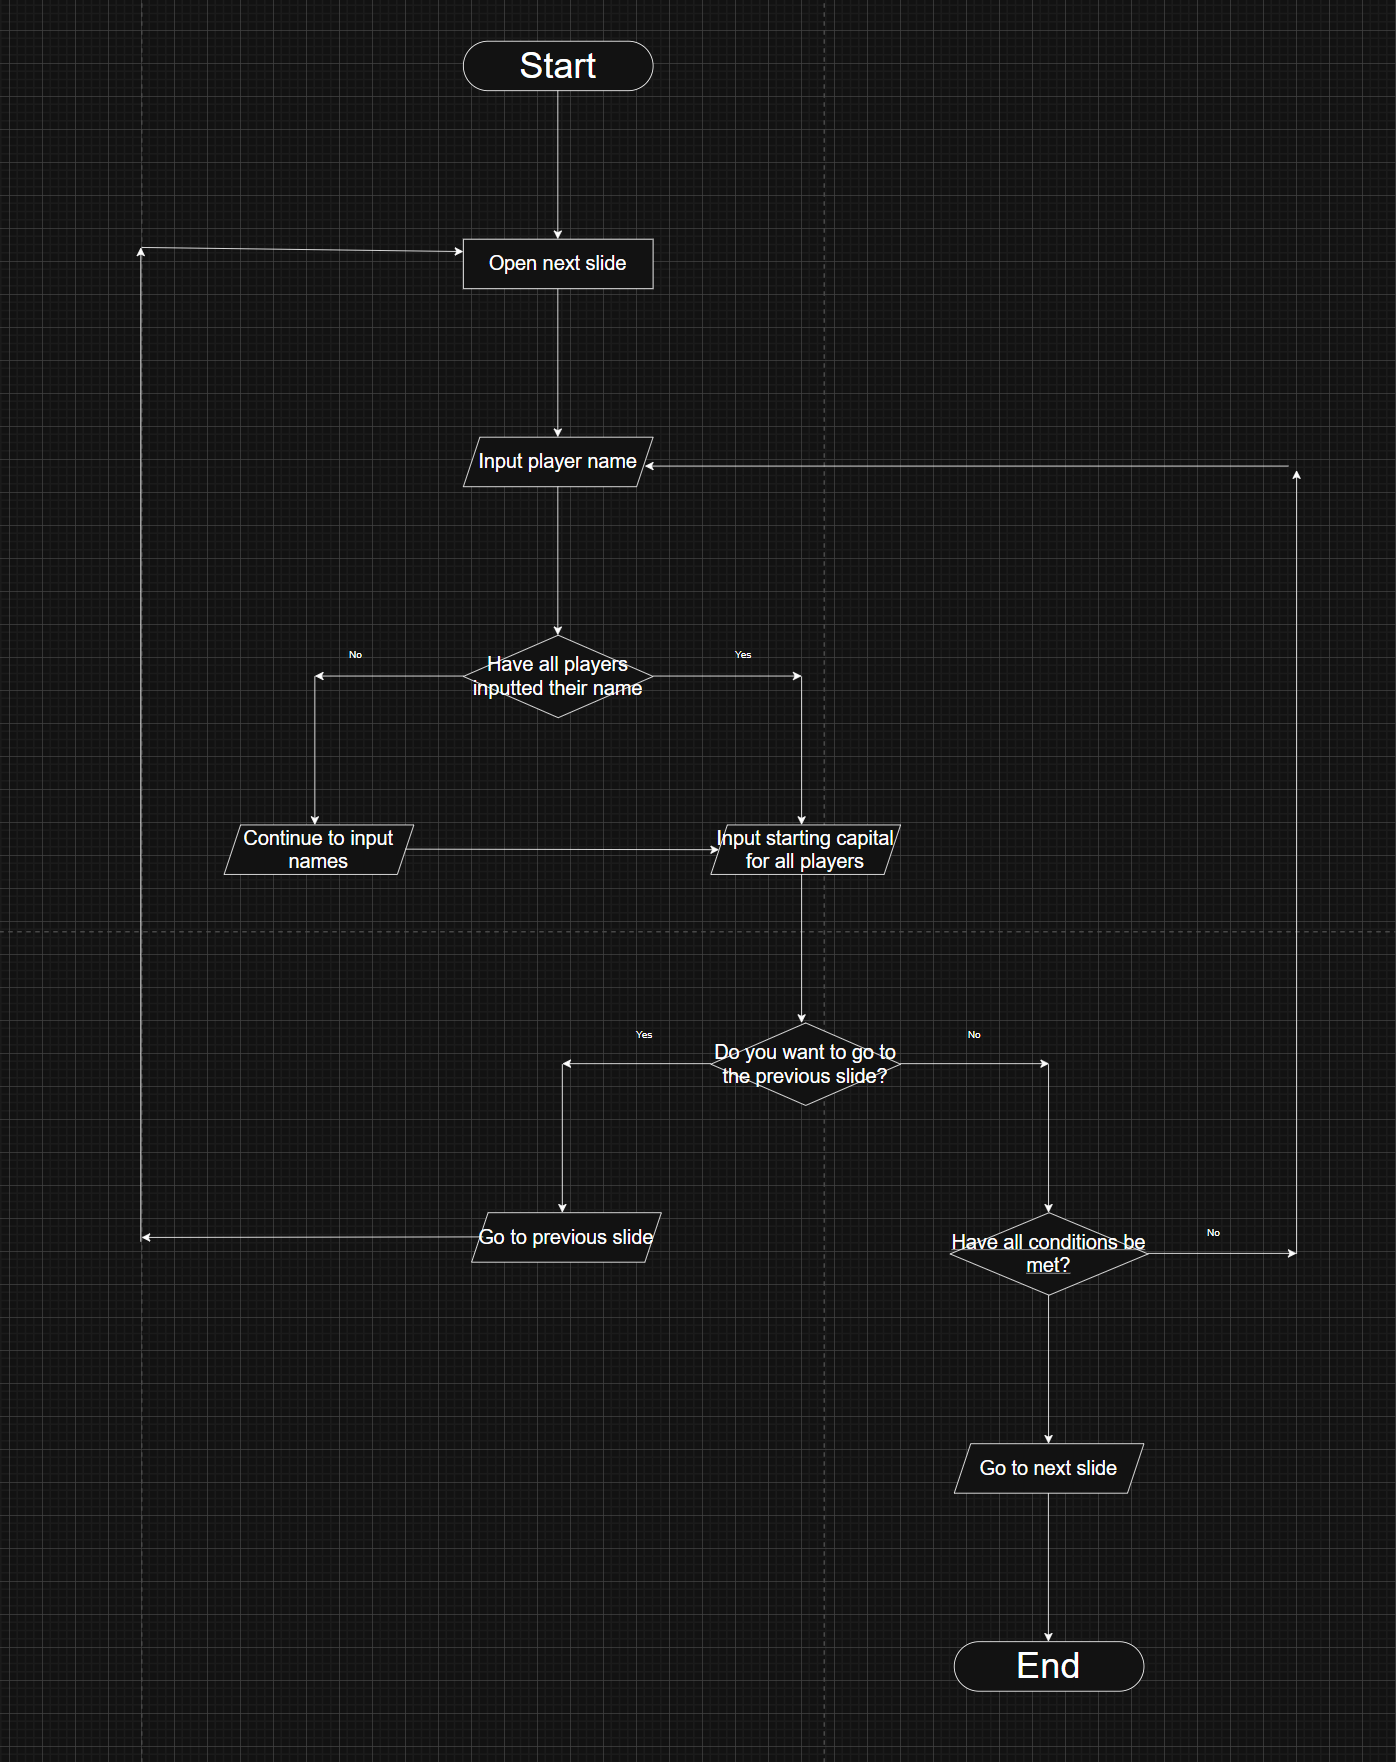 Start
Open next slide
Input player name
No
Yes
Have all players
inputted their name
Continue to input
names
Input starting capital
for all players
Yes
No
Do you want to go to
the previous slide?
Go to previous slide
Have all conditions be
met?
No
Go to next slide
End